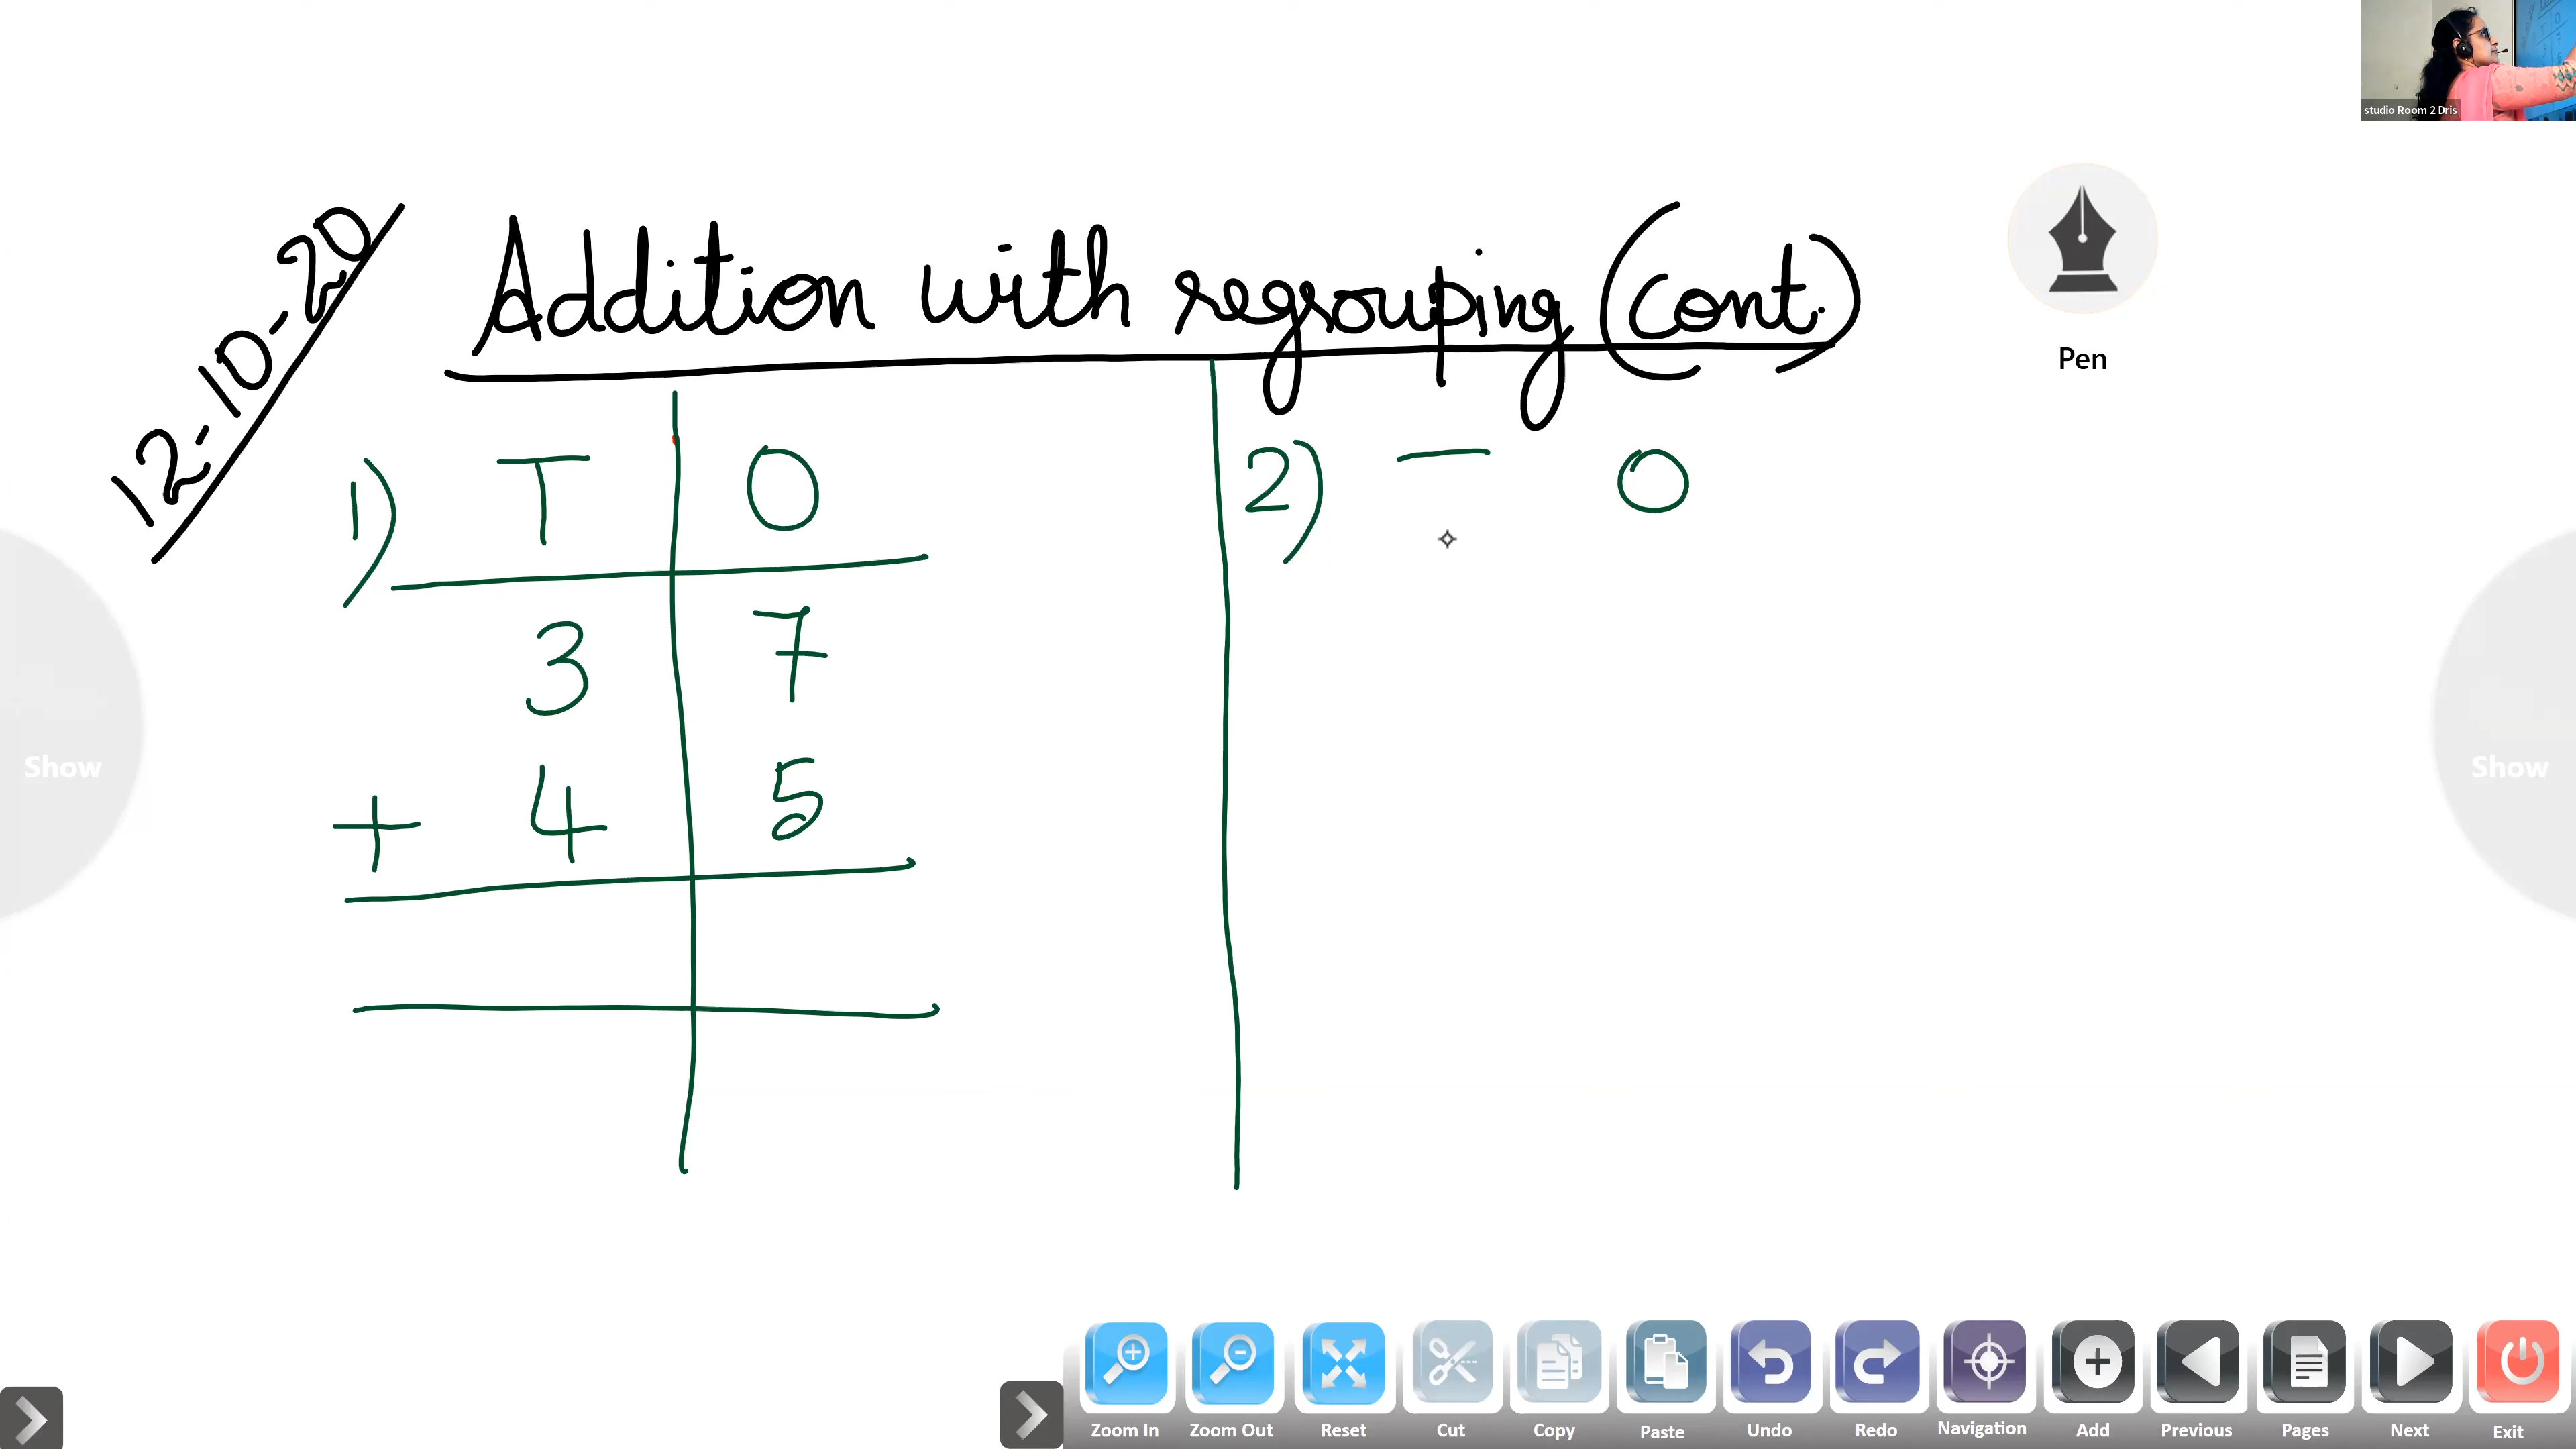 studio Room 2 Dris
12-10-20
Addition with regrouping (cont.)
Pen
1) T O
3 7
+ 4 5
2) O
Show
Show
Zoom In Zoom Out Reset Cut Copy Paste Undo Redo Navigation Add Previous Pages Next Exit